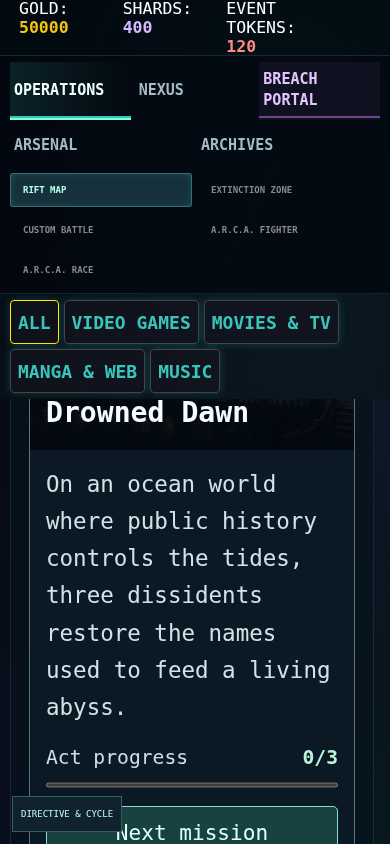 GOLD: SHARDS: EVENT
50000 400 TOKENS:
120
OPERATIONS NEXUS BREACH
PORTAL
ARSENAL ARCHIVES
RIFT MAP EXTINCTION ZONE
CUSTOM BATTLE A.R.C.A. FIGHTER
A.R.C.A. RACE
ALL VIDEO GAMES MOVIES & TV
MANGA & WEB MUSIC
Drowned Dawn
On an ocean world
where public history
controls the tides,
three dissidents
restore the names
used to feed a living
abyss.
Act progress 0/3
DIRECTIVE & CYCLE
Next mission